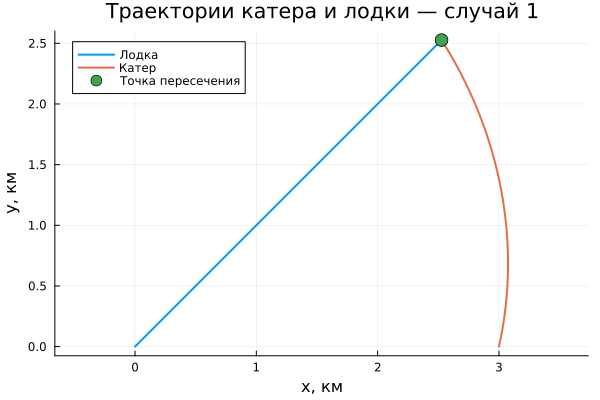 Траектории катера и лодки — случай 1
Лодка
Катер
Точка пересечения
y, км
2.5
2.0
1.5
1.0
0.5
0.0
0
1
2
3
x, км